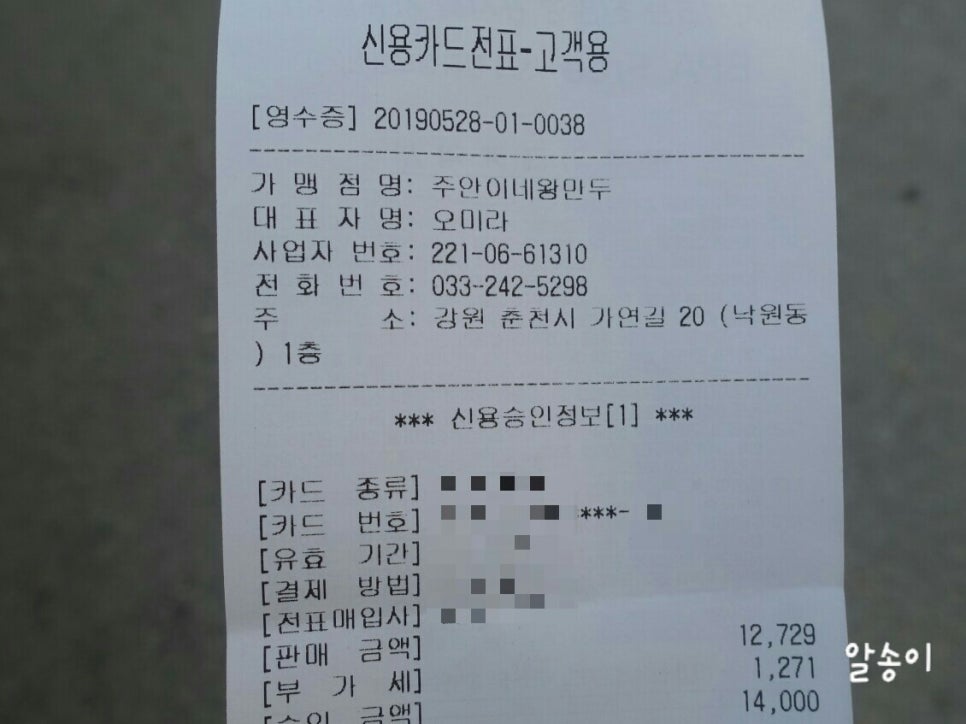 신용카드전표-고객용
[영수증] 20190528-01-0038
가 맹 점 명: 주안이네왕만두
대 표 자 명: 오미라
사업자 번호: 221-06-61310
전 화 번 호: 033-242-5298
주 소: 강원 춘천시 가연길 20 (낙원동
) 1층
*** 신용승인정보[1] ***
[카드 종류]
[카드 번호] ***-
[유효 기간]
[결제 방법]
[전표매입사]
[판매 금액] 12,729
[부 가 세] 1,271
[승인 금액] 14,000
알송이